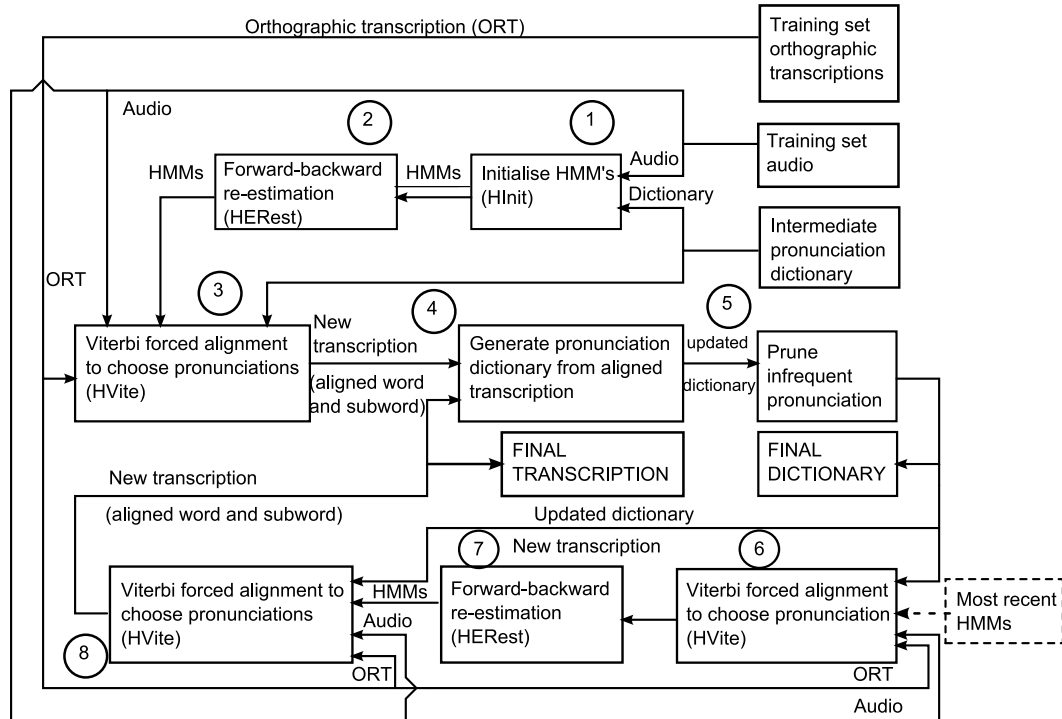 Orthographic transcription (ORT)
Training set
orthographic
transcriptions
Audio
2
1
Training set
audio
HMMs
Forward-backward
re-estimation
(HERest)
HMMs
Initialise HMM's
(HInit)
Audio
Dictionary
Intermediate
pronunciation
dictionary
ORT
3
4
5
Viterbi forced alignment
to choose pronunciations
(HVite)
New
transcription
(aligned word
and subword)
Generate pronunciation
dictionary from aligned
transcription
updated
dictionary
Prune
infrequent
pronunciation
FINAL
TRANSCRIPTION
FINAL
DICTIONARY
New transcription
(aligned word and subword)
Updated dictionary
New transcription
7
6
Viterbi forced alignment to
choose pronunciations
(HVite)
HMMs
Audio
ORT
Forward-backward
re-estimation
(HERest)
Viterbi forced alignment
to choose pronunciation
(HVite)
Most recent
HMMs
8
ORT
Audio